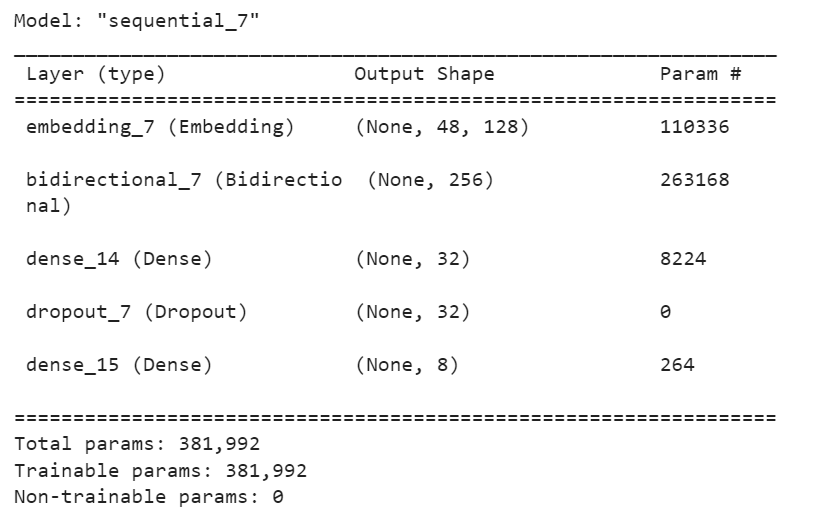 Model: "sequential_7"
Layer (type) Output Shape Param #
embedding_7 (Embedding) (None, 48, 128) 110336
bidirectional_7 (Bidirectio (None, 256) 263168
nal)
dense_14 (Dense) (None, 32) 8224
dropout_7 (Dropout) (None, 32) 0
dense_15 (Dense) (None, 8) 264
Total params: 381,992
Trainable params: 381,992
Non-trainable params: 0